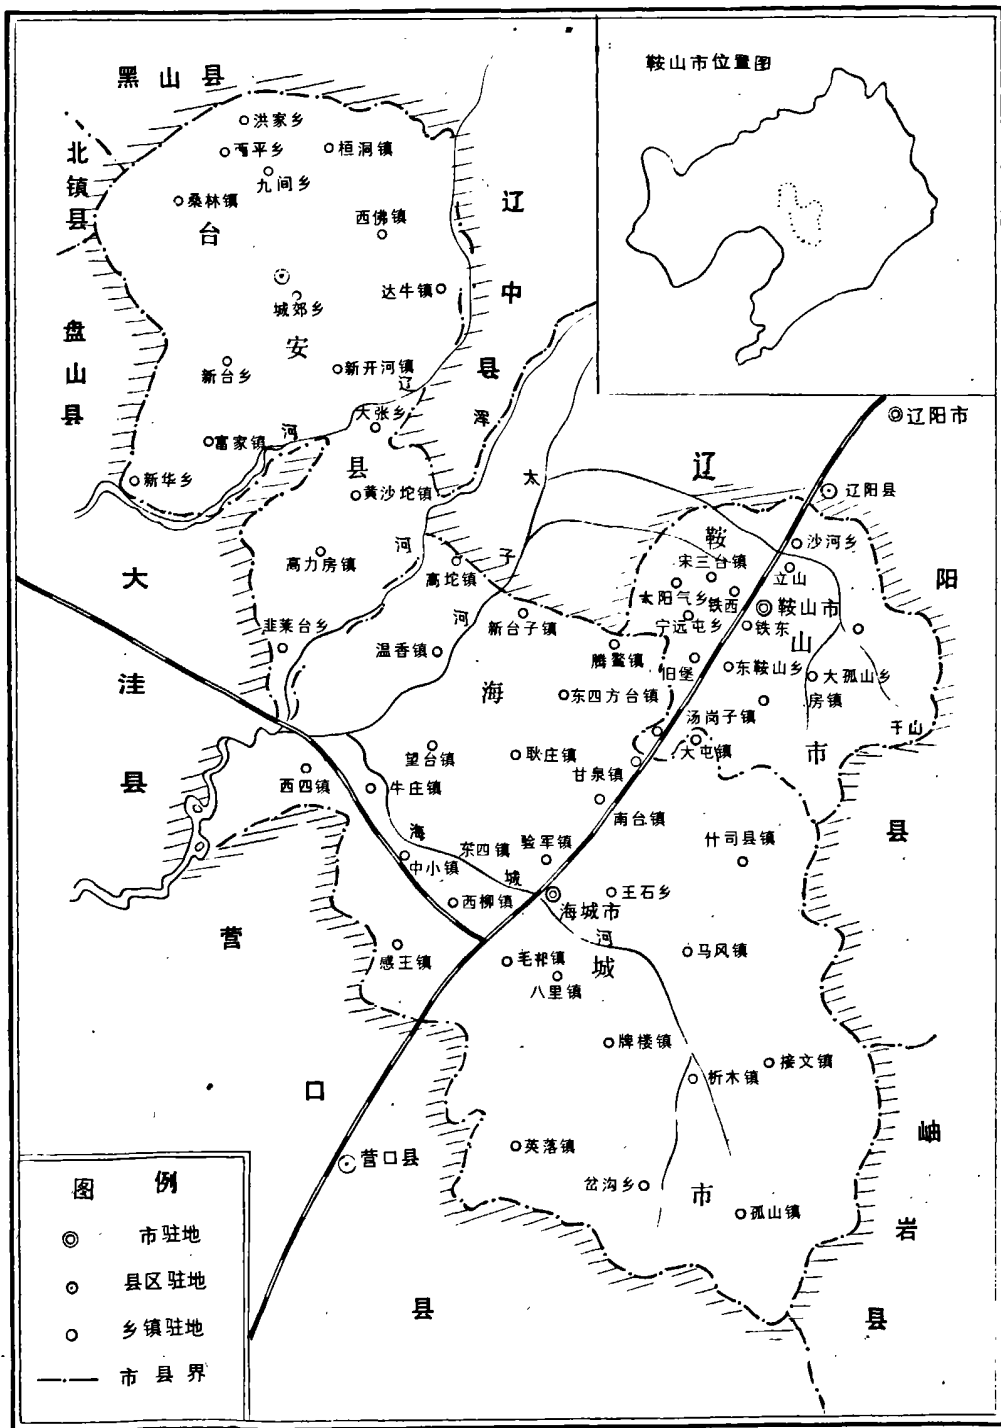 鞍山市位置图
黑山县
北镇县
盘山县
辽中县
洪家乡
西平乡
桓洞镇
九间乡
桑林镇
西佛镇
台安县
达牛镇
城郊乡
新台乡
新开河镇
辽河
大张乡
富家镇
新华乡
黄沙坨镇
浑河
太子河
辽阳市
辽阳县
辽阳县
鞍山市
沙河乡
宋三台镇
立山
太阳气乡
铁西
鞍山市
宁远屯乡
铁东
旧堡
东鞍山乡
大孤山乡
房镇
汤岗子镇
千山
大屯镇
高力房镇
高坨镇
韭菜台乡
新台子镇
温香镇
腾鳌镇
东四方台镇
大洼县
海城市
望台镇
耿庄镇
甘泉镇
西四镇
牛庄镇
南台镇
什司县镇
海城河
东四镇
验军镇
中小镇
王石乡
西柳镇
海城市
感王镇
毛祁镇
八里镇
马风镇
牌楼镇
接文镇
析木镇
营口县
营口县
英落镇
岔沟乡
孤山镇
岫岩县
图例
市驻地
县区驻地
乡镇驻地
市县界